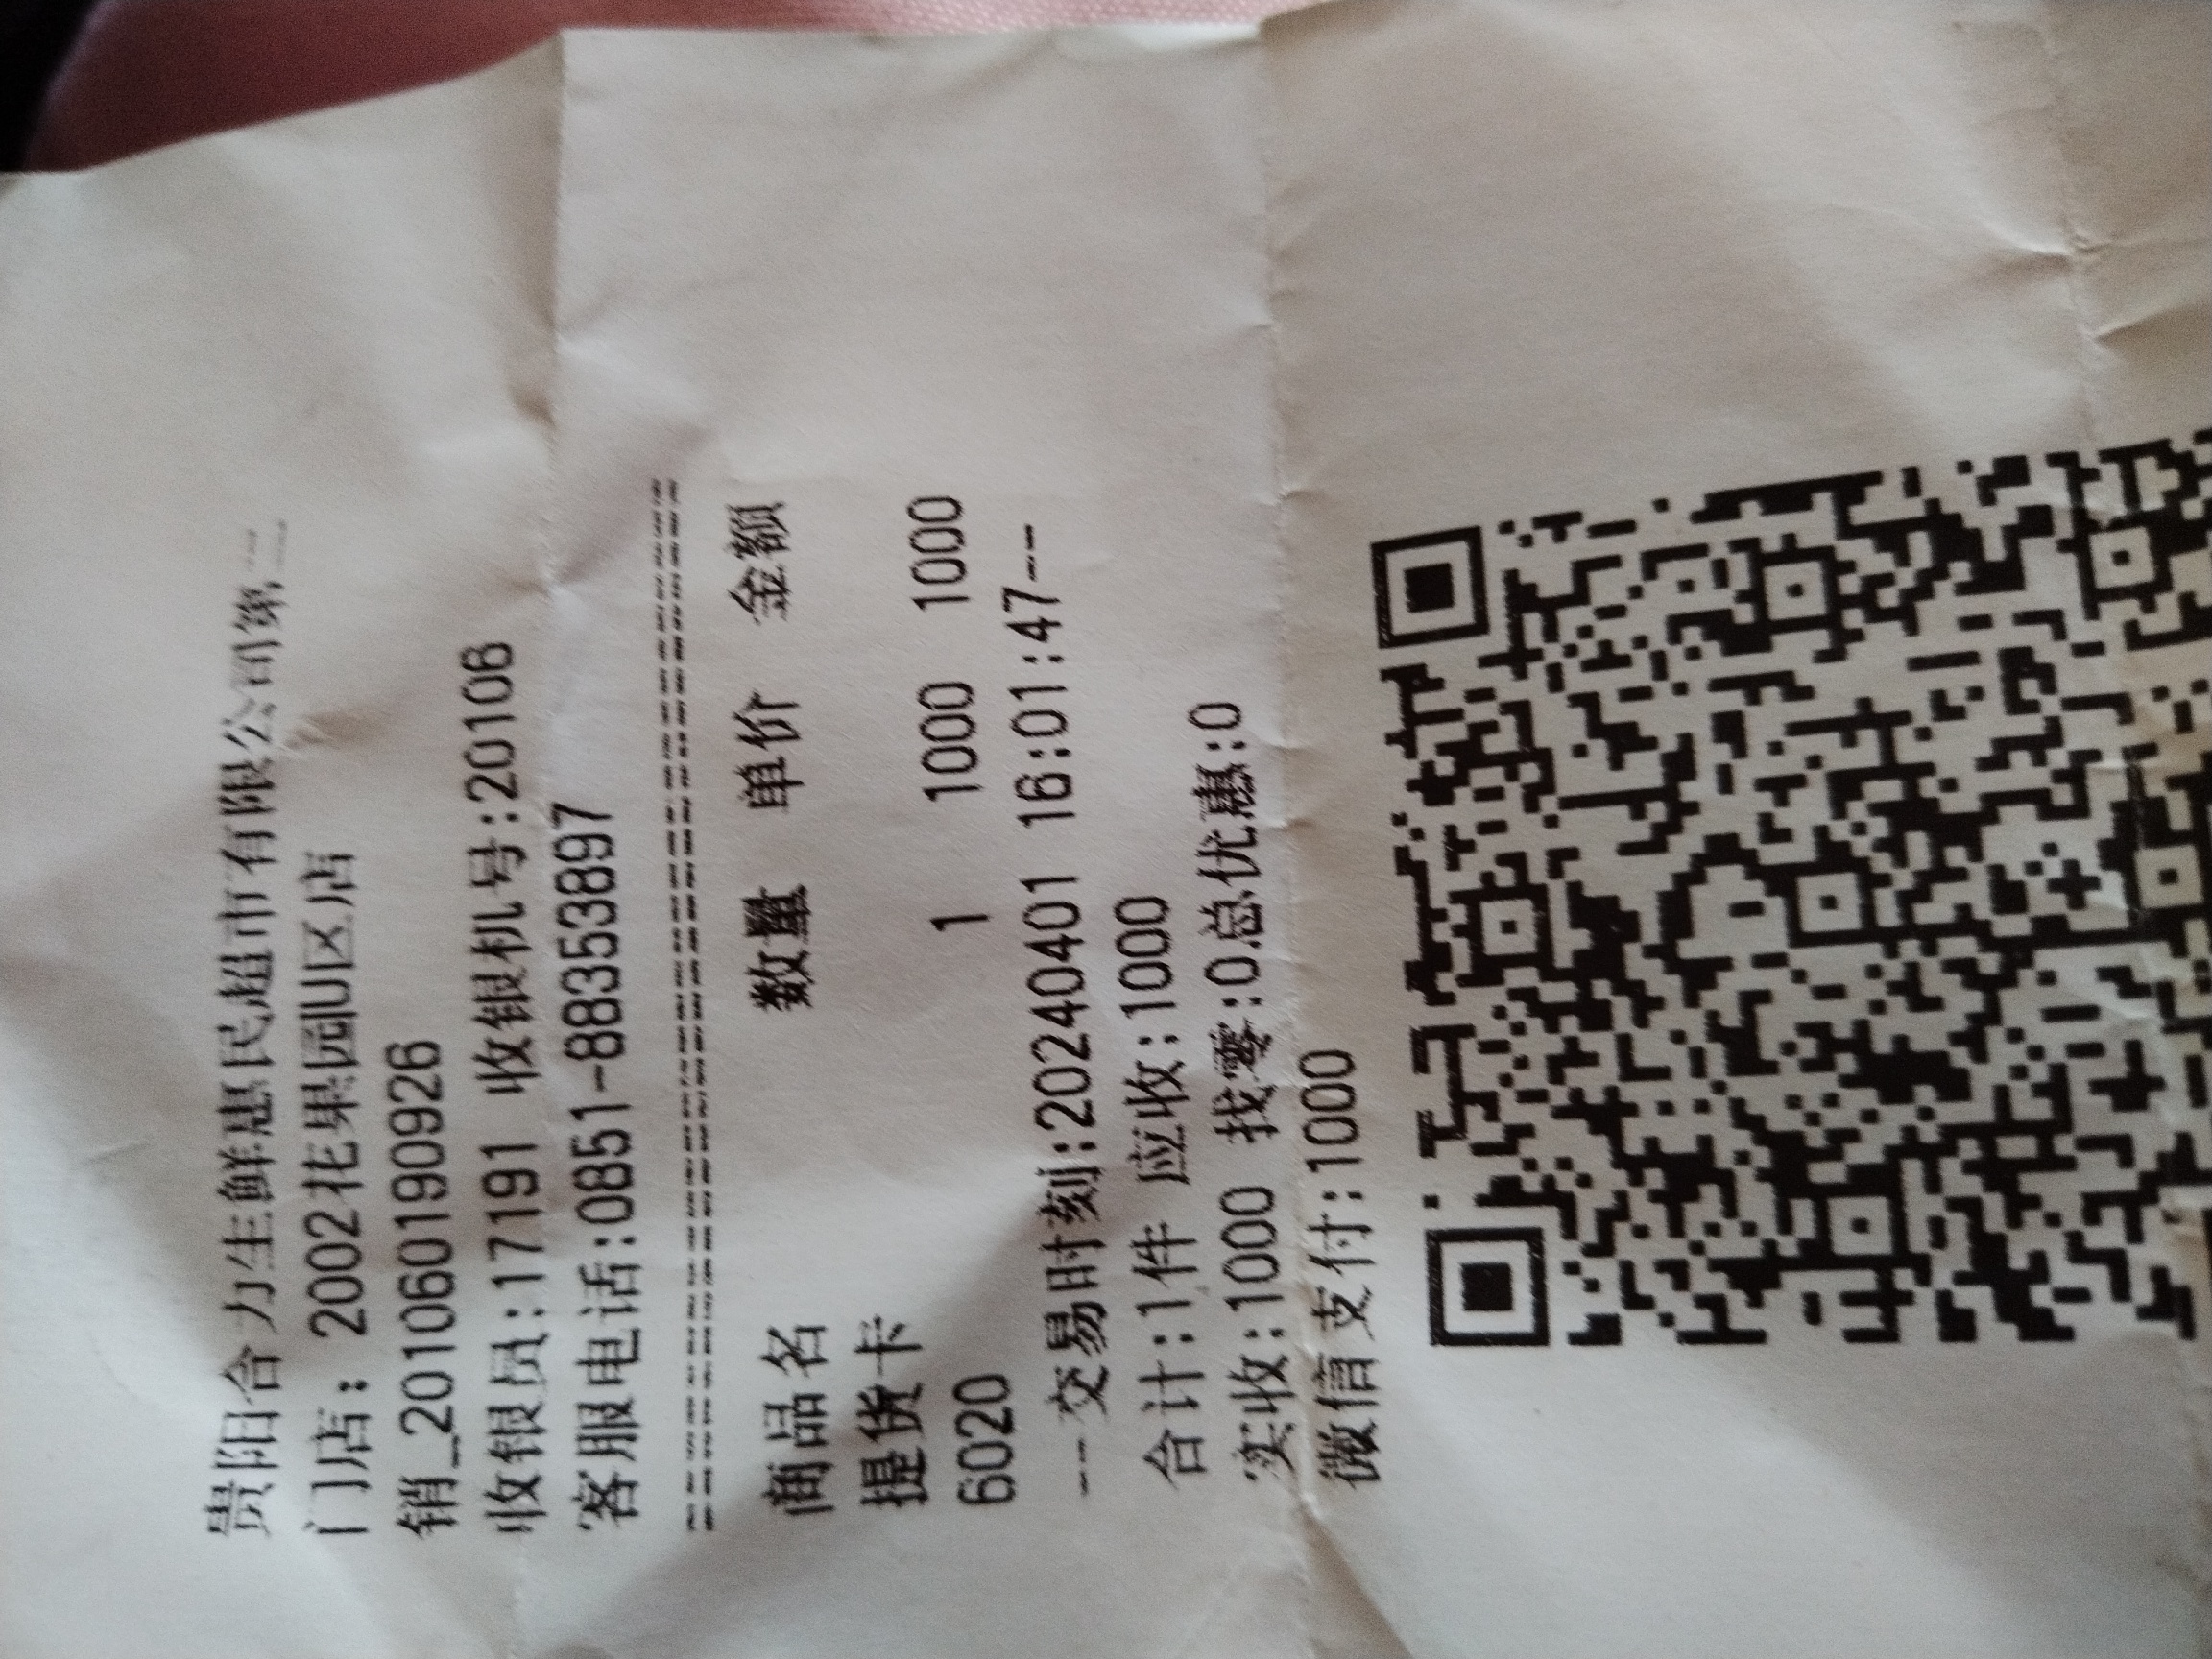 贵阳合力生鲜惠民超市有限公司第二
门店: 2002花果园U区店
销_2010601190926
收银员:17191 收银机号:20106
客服电话:0851-88353897
================================
商品名 数量 单价 金额
提货卡
6020 1 1000 1000
--交易时刻:20240401 16:01:47--
合计:1件 应收:1000
实收:1000 找零:0总优惠:0
微信支付:1000